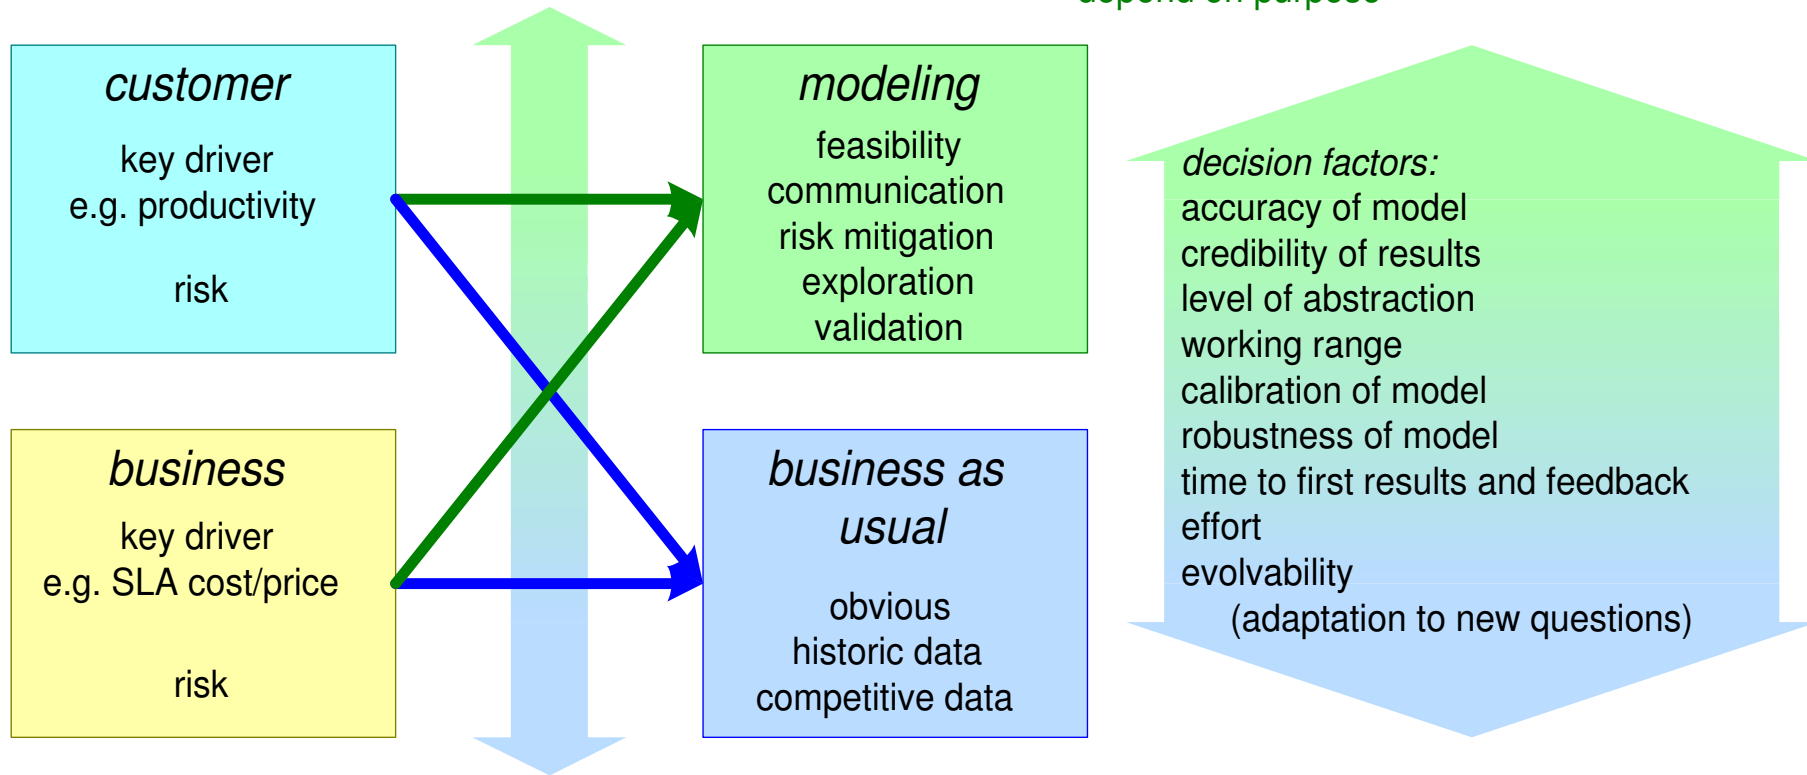 depend on purpose
customer
key driver
e.g. productivity
risk
modeling
feasibility
communication
risk mitigation
exploration
validation
business
key driver
e.g. SLA cost/price
risk
business as
usual
obvious
historic data
competitive data
decision factors:
accuracy of model
credibility of results
level of abstraction
working range
calibration of model
robustness of model
time to first results and feedback
effort
evolvability
(adaptation to new questions)